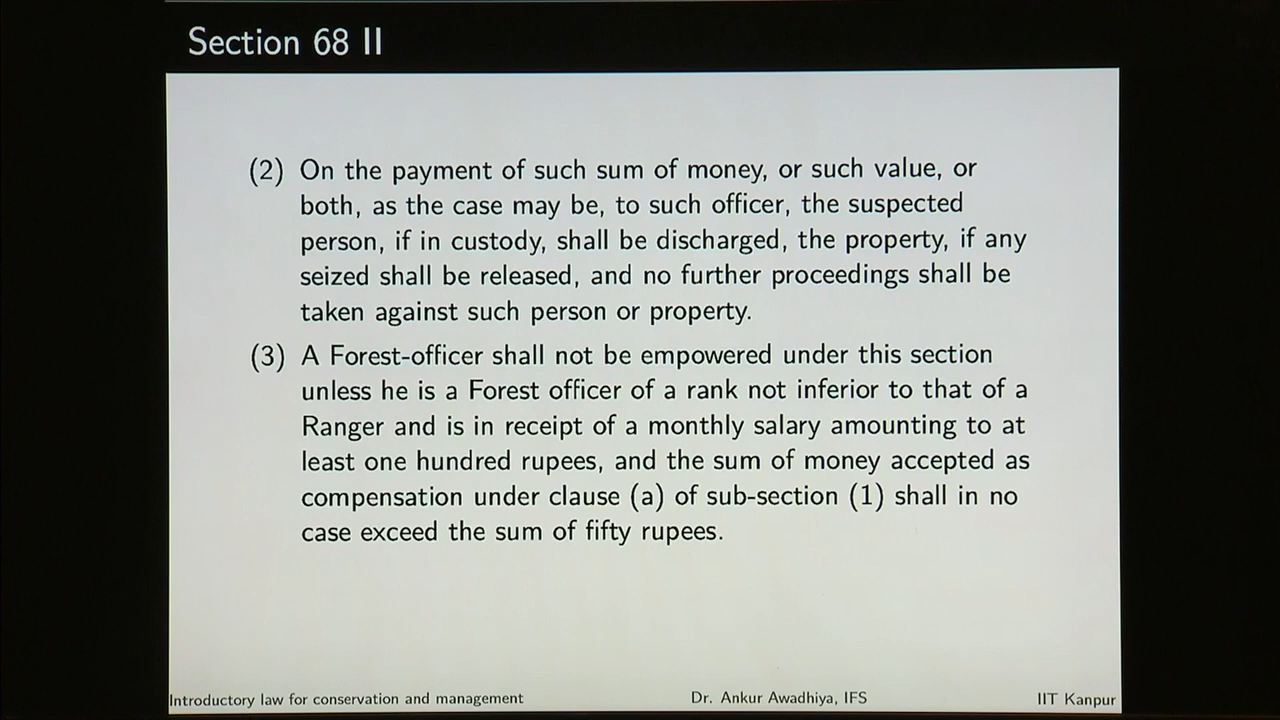 Section 68 II
(2) On the payment of such sum of money, or such value, or
both, as the case may be, to such officer, the suspected
person, if in custody, shall be discharged, the property, if any
seized shall be released, and no further proceedings shall be
taken against such person or property.
(3) A Forest-officer shall not be empowered under this section
unless he is a Forest officer of a rank not inferior to that of a
Ranger and is in receipt of a monthly salary amounting to at
least one hundred rupees, and the sum of money accepted as
compensation under clause (a) of sub-section (1) shall in no
case exceed the sum of fifty rupees.
Introductory law for conservation and management Dr. Ankur Awadhiya, IFS IIT Kanpur